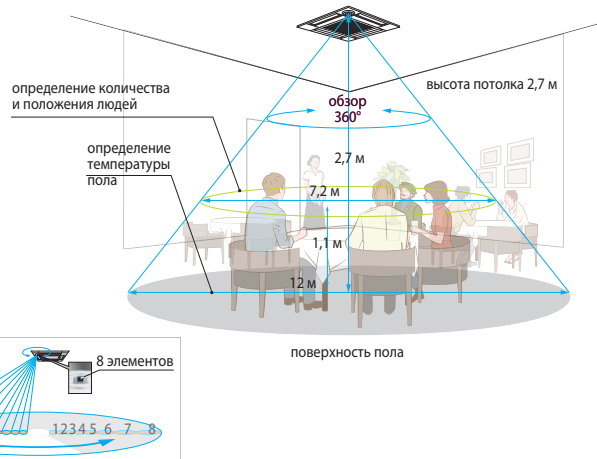 определение количества
и положения людей
обзор
360°
высота потолка 2,7 м
определение
температуры
пола
2,7 м
7,2 м
1,1 м
12 м
поверхность пола
8 элементов
1 2 3 4 5 6 7 8